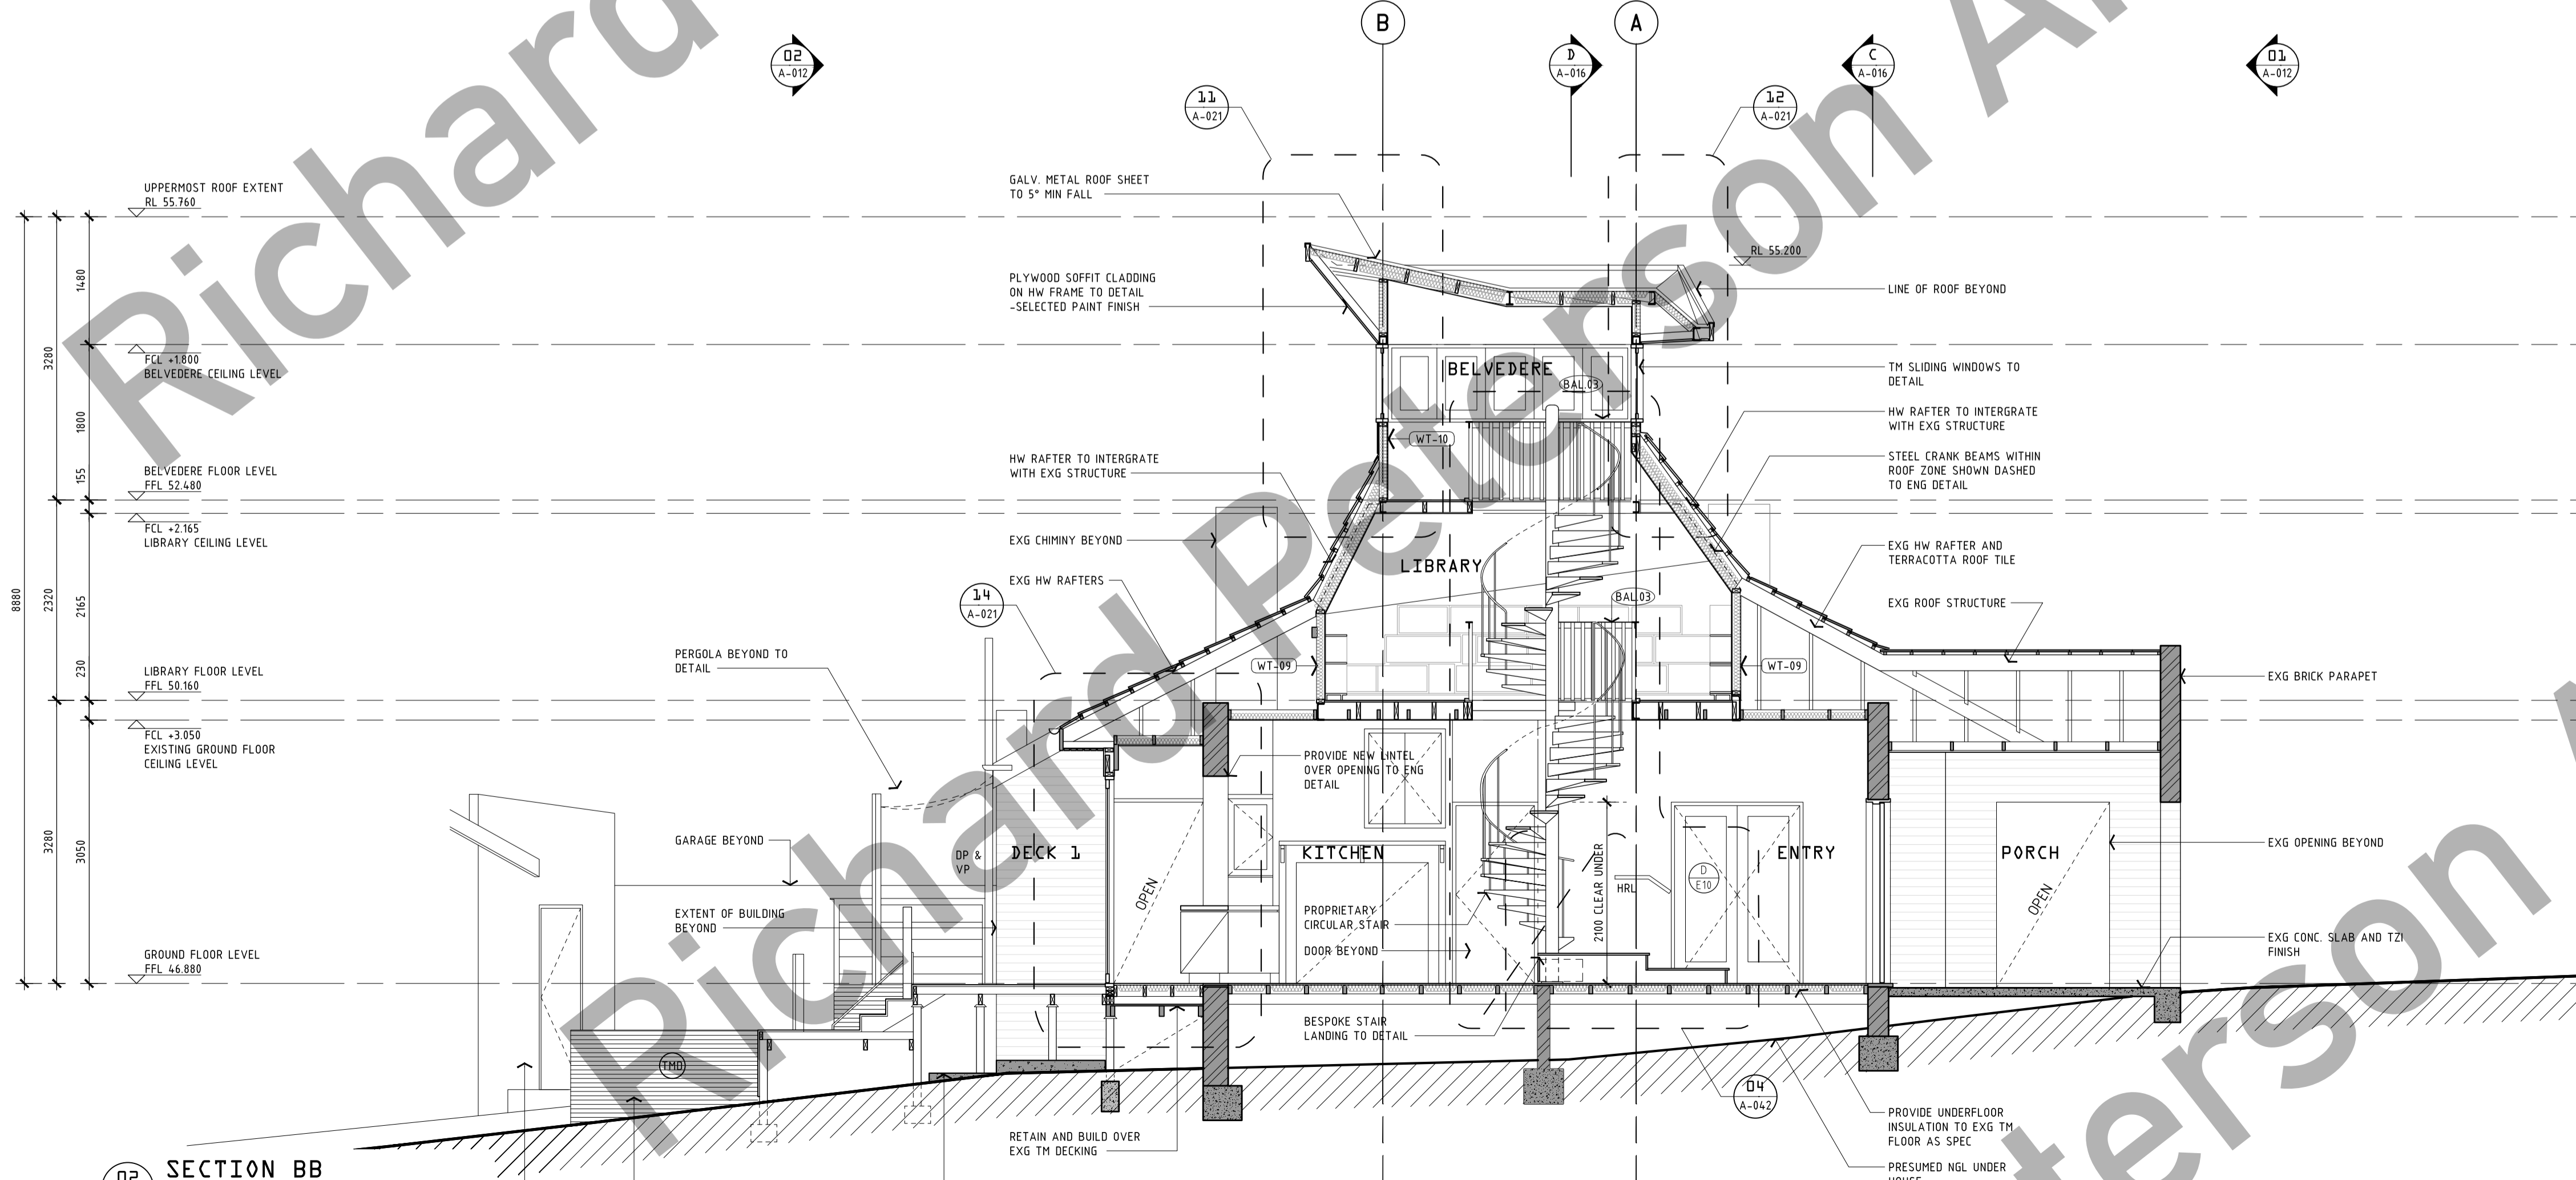 B
A
02
A-012
D
A-016
C
A-016
01
A-012
11
A-021
12
A-021
UPPERMOST ROOF EXTENT
RL 55.760
GALV. METAL ROOF SHEET
TO 5° MIN FALL
RL 55.200
PLYWOOD SOFFIT CLADDING
ON HW FRAME TO DETAIL
-SELECTED PAINT FINISH
LINE OF ROOF BEYOND
1480
3280
FCL +1.800
BELVEDERE CEILING LEVEL
BELVEDERE
BAL.03
TM SLIDING WINDOWS TO
DETAIL
1800
HW RAFTER TO INTERGRATE
WITH EXG STRUCTURE
WT-10
HW RAFTER TO INTERGRATE
WITH EXG STRUCTURE
STEEL CRANK BEAMS WITHIN
ROOF ZONE SHOWN DASHED
TO ENG DETAIL
BELVEDERE FLOOR LEVEL
FFL 52.480
155
FCL +2.165
LIBRARY CEILING LEVEL
EXG CHIMINY BEYOND
EXG HW RAFTER AND
TERRACOTTA ROOF TILE
LIBRARY
EXG HW RAFTERS
8880
2320
2165
14
A-021
BAL.03
EXG ROOF STRUCTURE
PERGOLA BEYOND TO
DETAIL
WT-09
WT-09
EXG BRICK PARAPET
LIBRARY FLOOR LEVEL
FFL 50.160
230
FCL +3.050
EXISTING GROUND FLOOR
CEILING LEVEL
PROVIDE NEW LINTEL
OVER OPENING TO ENG
DETAIL
3280
3050
GARAGE BEYOND
DP &
VP
DECK 1
KITCHEN
ENTRY
PORCH
EXG OPENING BEYOND
OPEN
2100 CLEAR UNDER
HRL
D
E10
OPEN
EXTENT OF BUILDING
BEYOND
PROPRIETARY
CIRCULAR STAIR
DOOR BEYOND
EXG CONC. SLAB AND TZI
FINISH
GROUND FLOOR LEVEL
FFL 46.880
BESPOKE STAIR
LANDING TO DETAIL
TMD
04
A-042
PROVIDE UNDERFLOOR
INSULATION TO EXG TM
FLOOR AS SPEC
RETAIN AND BUILD OVER
EXG TM DECKING
PRESUMED NGL UNDER
HOUSE
SECTION BB
Richard
Richard Peterson Ar
terson A